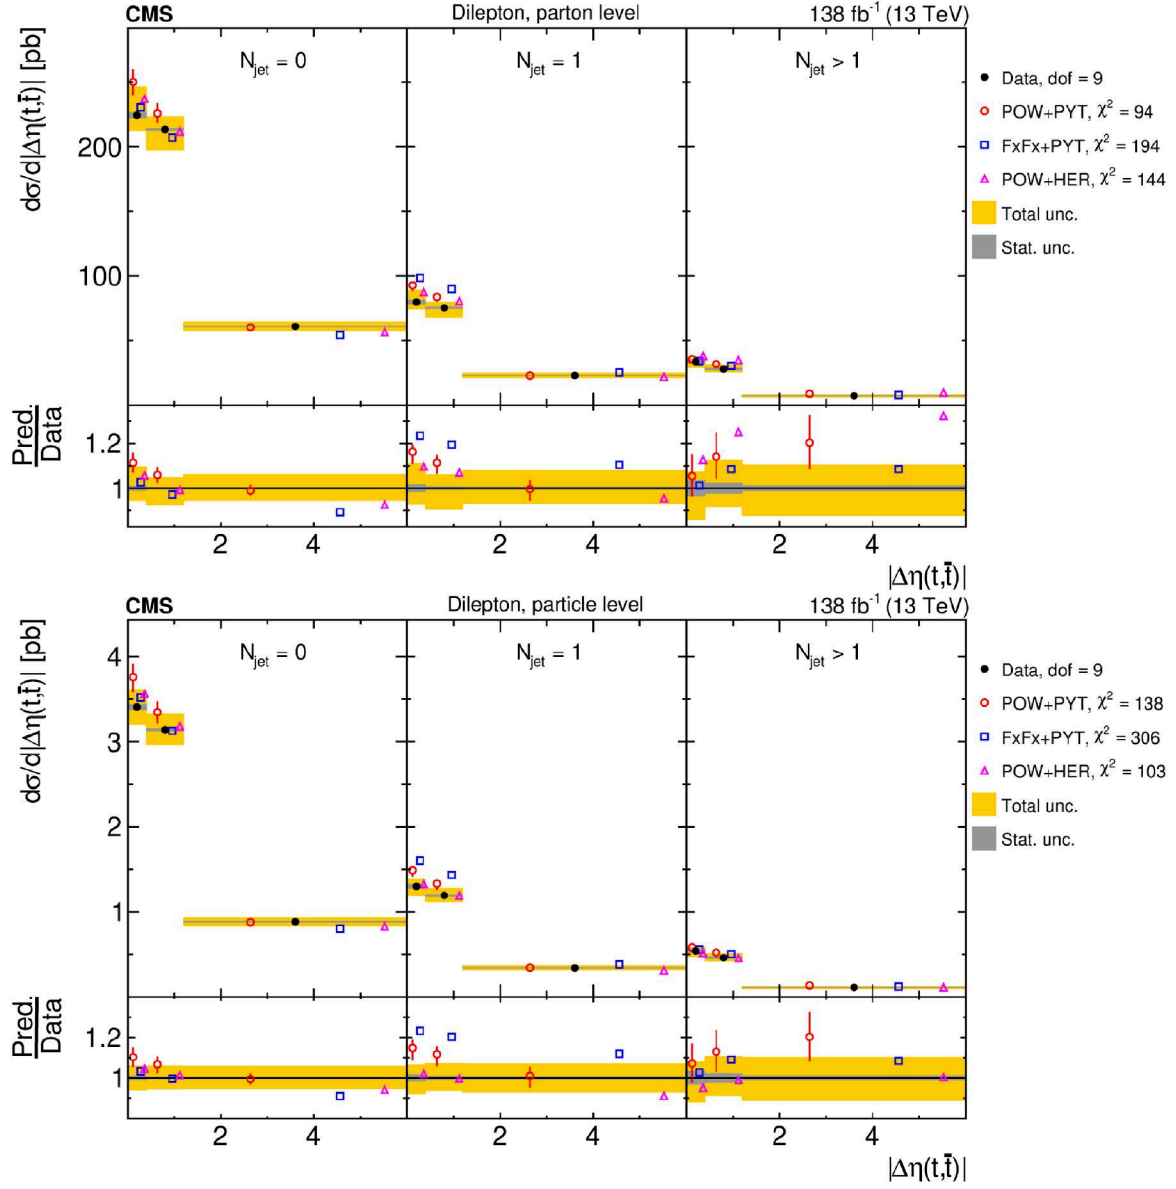 CMS Dilepton, parton level 138 fb⁻¹ (13 TeV)
dσ/d|Δη(t,t̄)| [pb]
N_jet = 0 N_jet = 1 N_jet > 1
200
100
Data, dof = 9
POW+PYT, χ² = 94
FxFx+PYT, χ² = 194
POW+HER, χ² = 144
Total unc.
Stat. unc.
Pred.
Data
1.2
1
2 4 2 4 2 4
|Δη(t,t̄)|
CMS Dilepton, particle level 138 fb⁻¹ (13 TeV)
dσ/d|Δη(t,t̄)| [pb]
N_jet = 0 N_jet = 1 N_jet > 1
4
3
2
1
Data, dof = 9
POW+PYT, χ² = 138
FxFx+PYT, χ² = 306
POW+HER, χ² = 103
Total unc.
Stat. unc.
Pred.
Data
1.2
1
2 4 2 4 2 4
|Δη(t,t̄)|